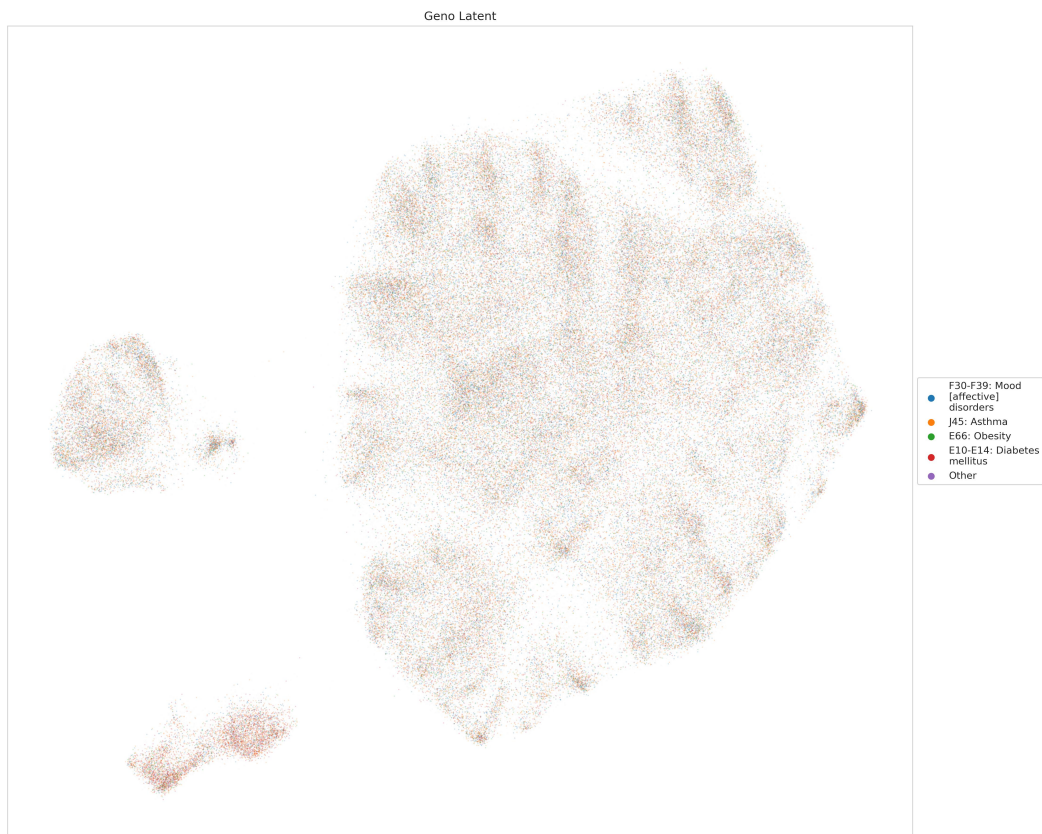 Geno Latent
F30-F39: Mood
[affective]
disorders
J45: Asthma
E66: Obesity
E10-E14: Diabetes
mellitus
Other